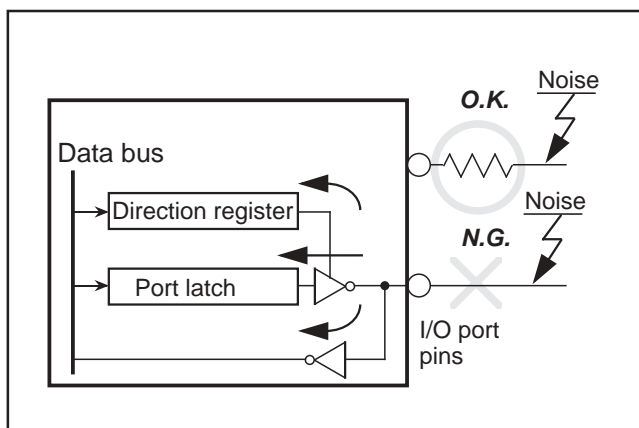 Noise
O.K.
Data bus
Direction register
Noise
N.G.
Port latch
I/O port
pins